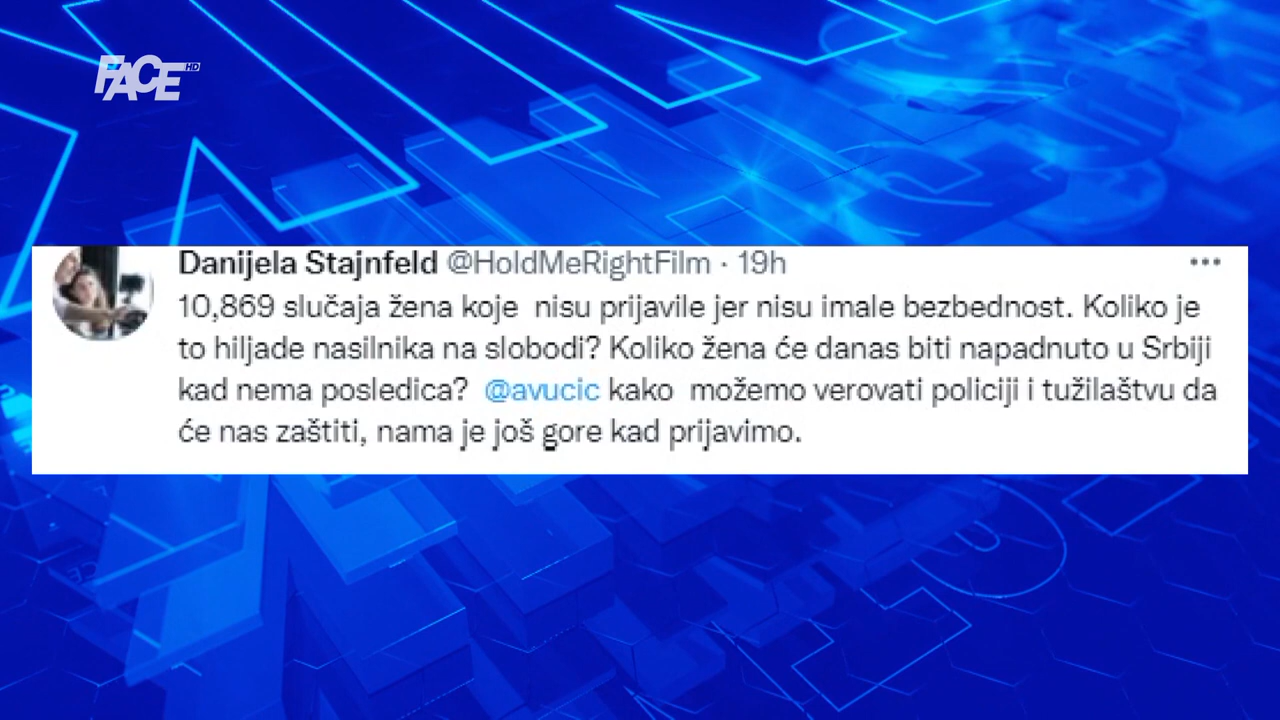 FACE HD
Danijela Stajnfeld @HoldMeRightFilm · 19h
10,869 slučaja žena koje nisu prijavile jer nisu imale bezbednost. Koliko je
to hiljade nasilnika na slobodi? Koliko žena će danas biti napadnuto u Srbiji
kad nema posledica? @avucic kako možemo verovati policiji i tužilaštvu da
će nas zaštiti, nama je još gore kad prijavimo.